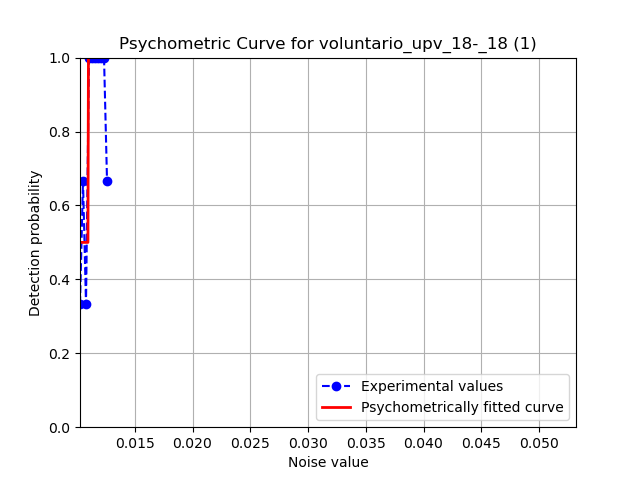 Psychometric Curve for voluntario_upv_18-_18 (1)
1.0
0.8
0.6
0.4
0.2
0.0
Detection probability
Experimental values
Psychometrically fitted curve
0.015 0.020 0.025 0.030 0.035 0.040 0.045 0.050
Noise value